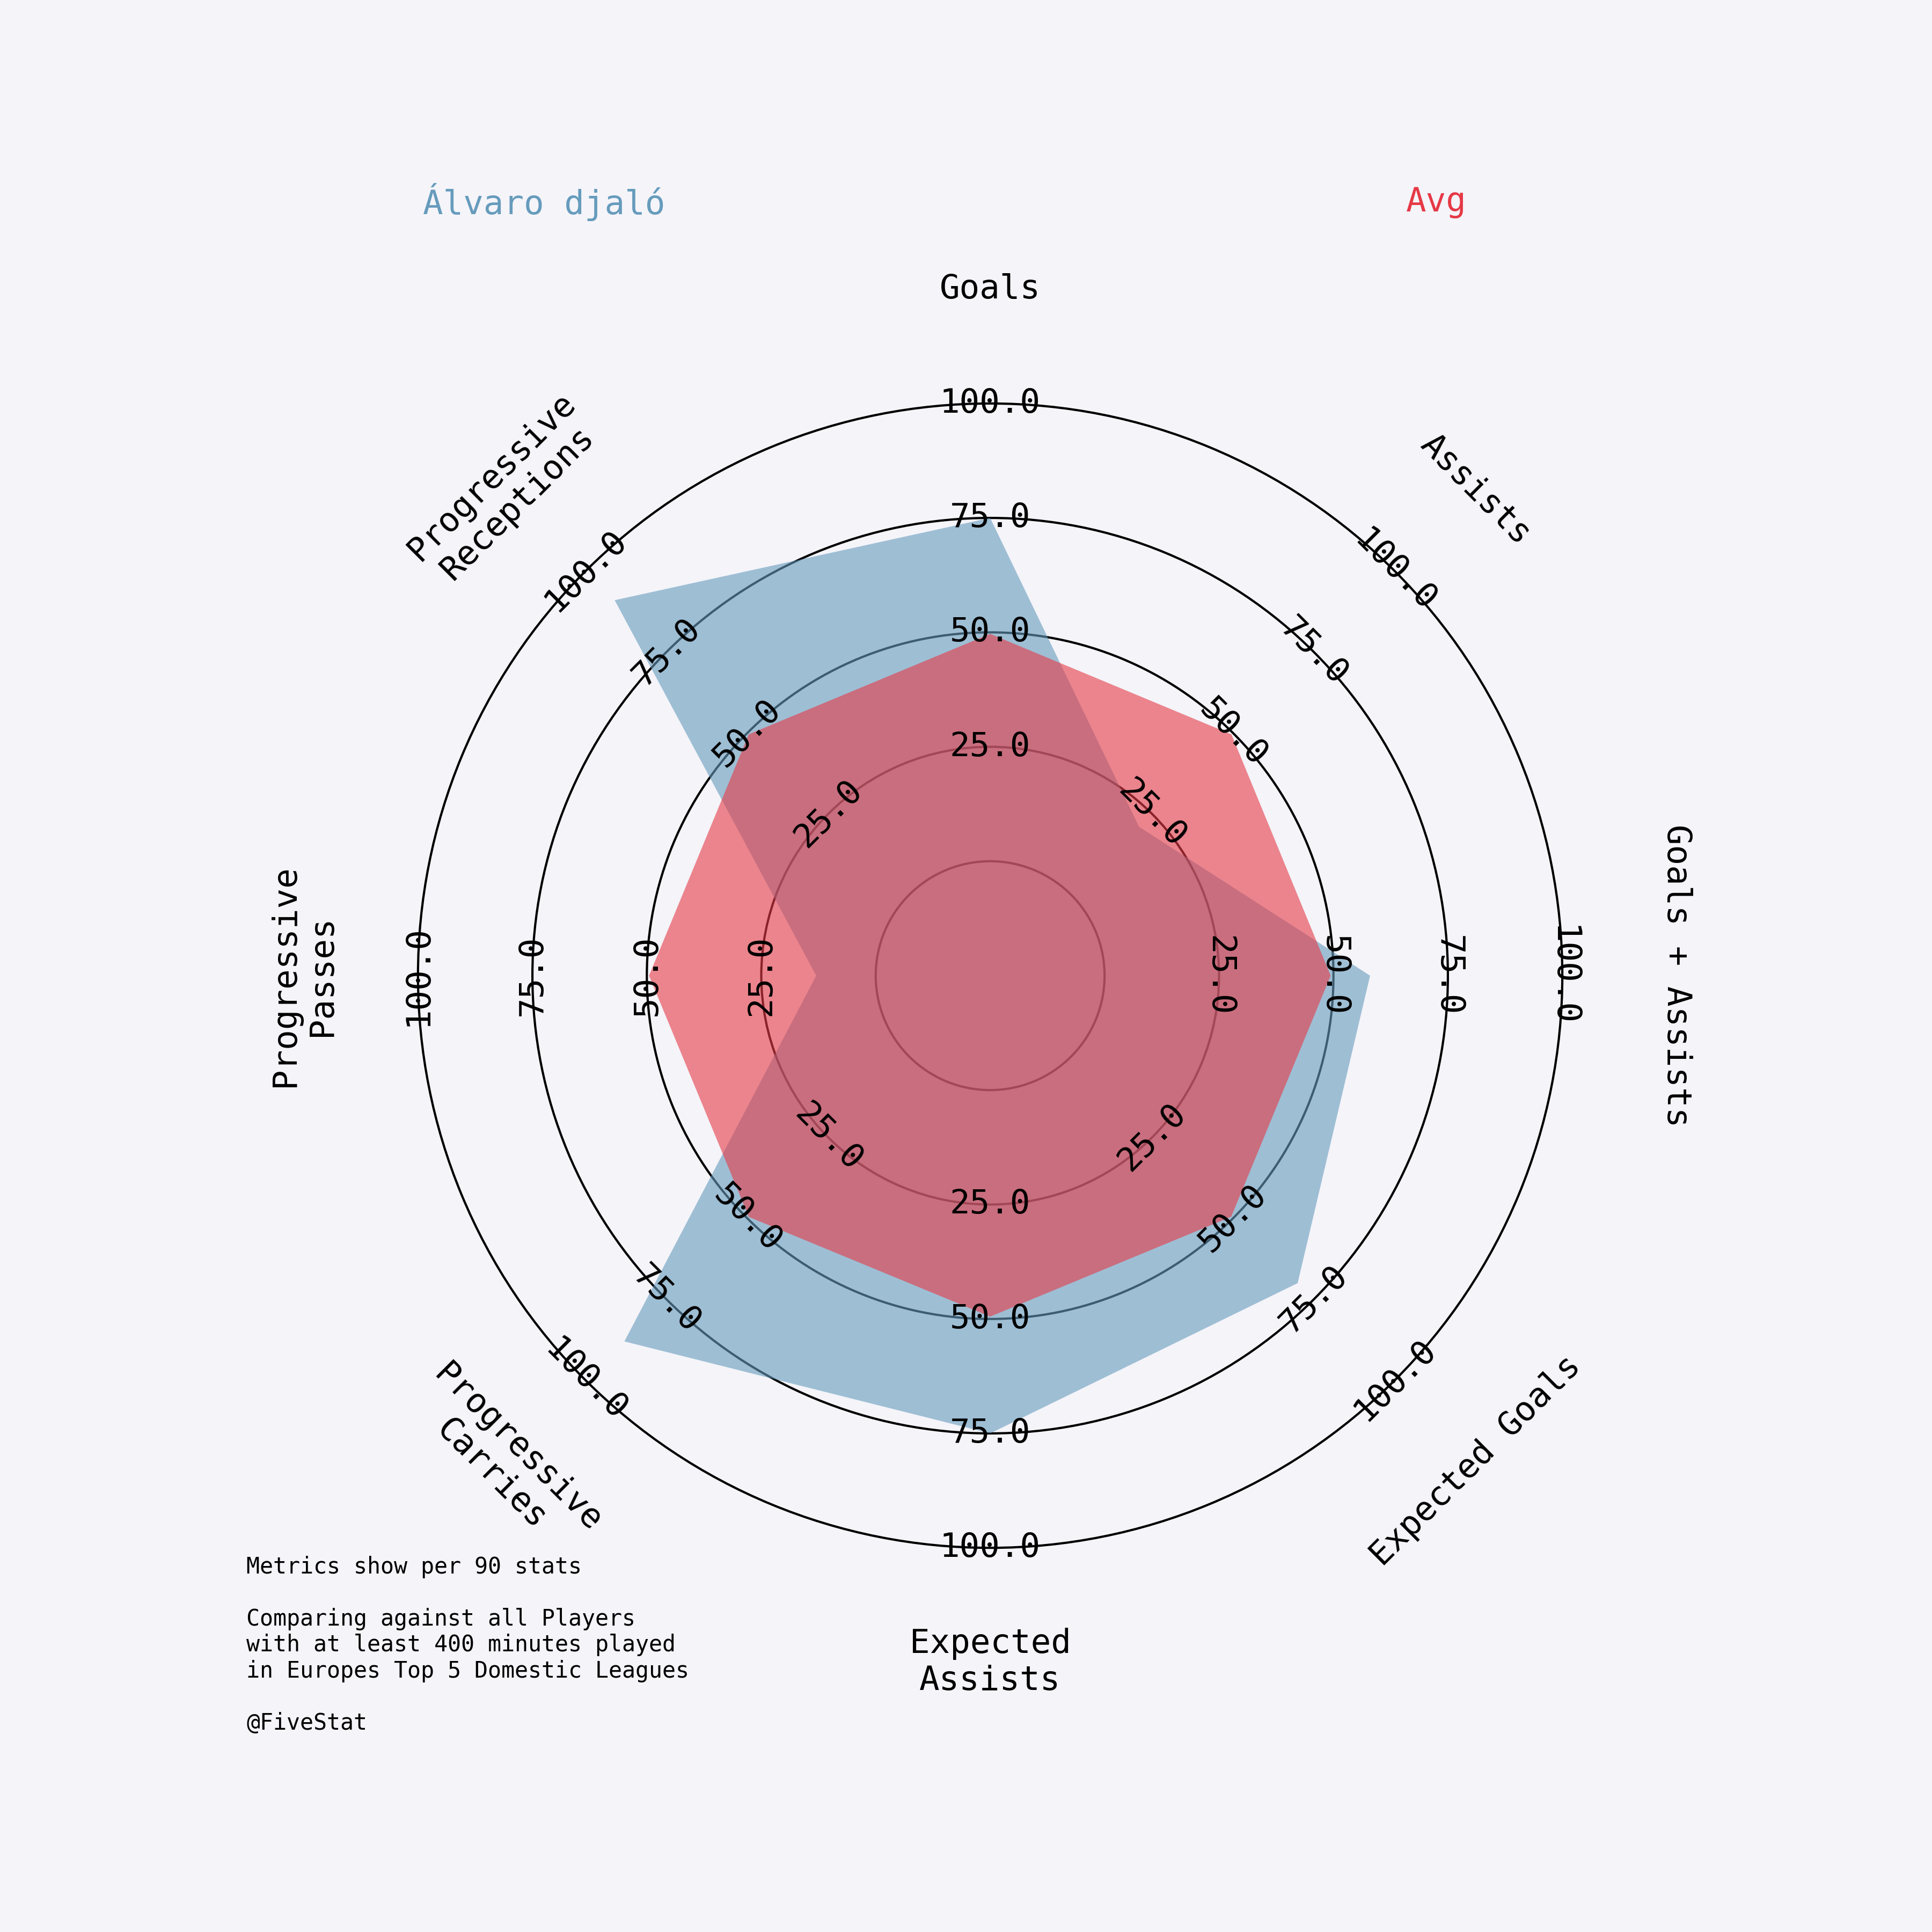 Álvaro djaló
Avg
Goals
Assists
Goals + Assists
Expected Goals
Expected
Assists
Progressive
Carries
Progressive
Passes
Progressive
Receptions
25.0
50.0
75.0
100.0
25.0
50.0
75.0
100.0
25.0
50.0
75.0
100.0
25.0
50.0
75.0
100.0
25.0
50.0
75.0
100.0
25.0
50.0
75.0
100.0
25.0
50.0
75.0
100.0
25.0
50.0
75.0
100.0
Metrics show per 90 stats
Comparing against all Players
with at least 400 minutes played
in Europes Top 5 Domestic Leagues
@FiveStat